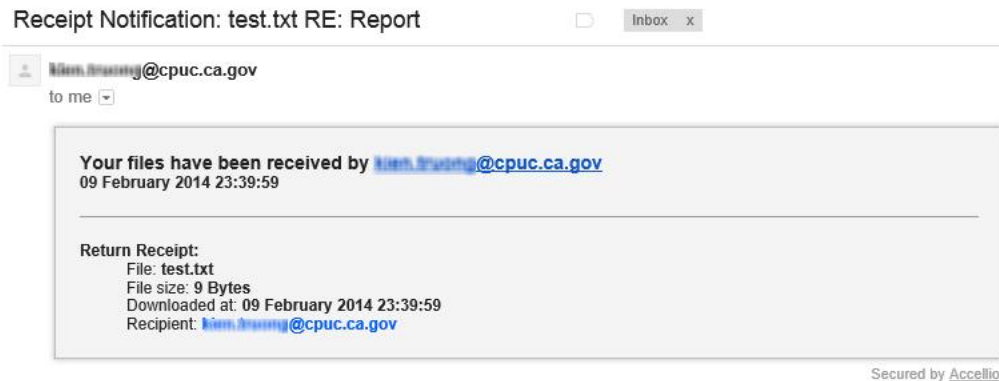 Receipt Notification: test.txt RE: Report
Inbox x
@cpuc.ca.gov
to me
Your files have been received by @cpuc.ca.gov
09 February 2014 23:39:59
Return Receipt:
File: test.txt
File size: 9 Bytes
Downloaded at: 09 February 2014 23:39:59
Recipient: @cpuc.ca.gov
Secured by Accellio